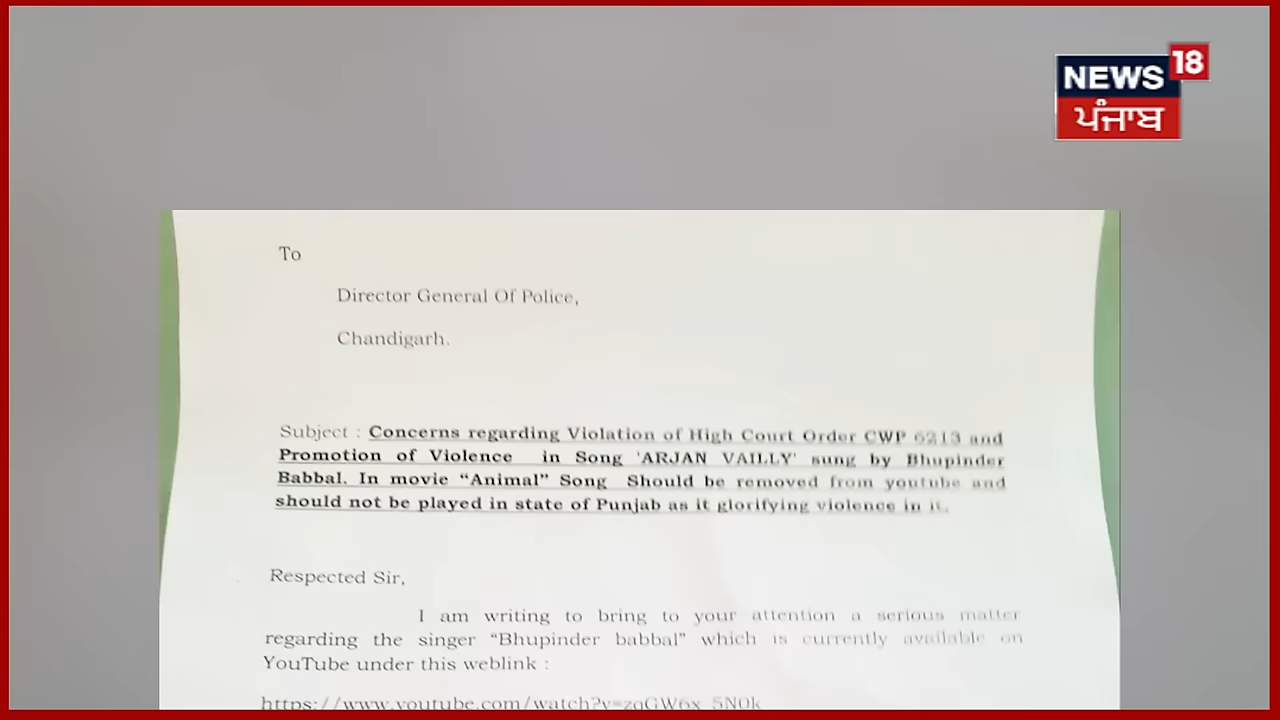 NEWS 18
ਪੰਜਾਬ
To
Director General Of Police,
Chandigarh.
Subject : Concerns regarding Violation of High Court Order CWP 6213 and
Promotion of Violence in Song 'ARJAN VAILLY' sung by Bhupinder
Babbal. In movie “Animal” Song Should be removed from youtube and
should not be played in state of Punjab as it glorifying violence in it.
Respected Sir,
I am writing to bring to your attention a serious matter
regarding the singer “Bhupinder babbal” which is currently available on
YouTube under this weblink :